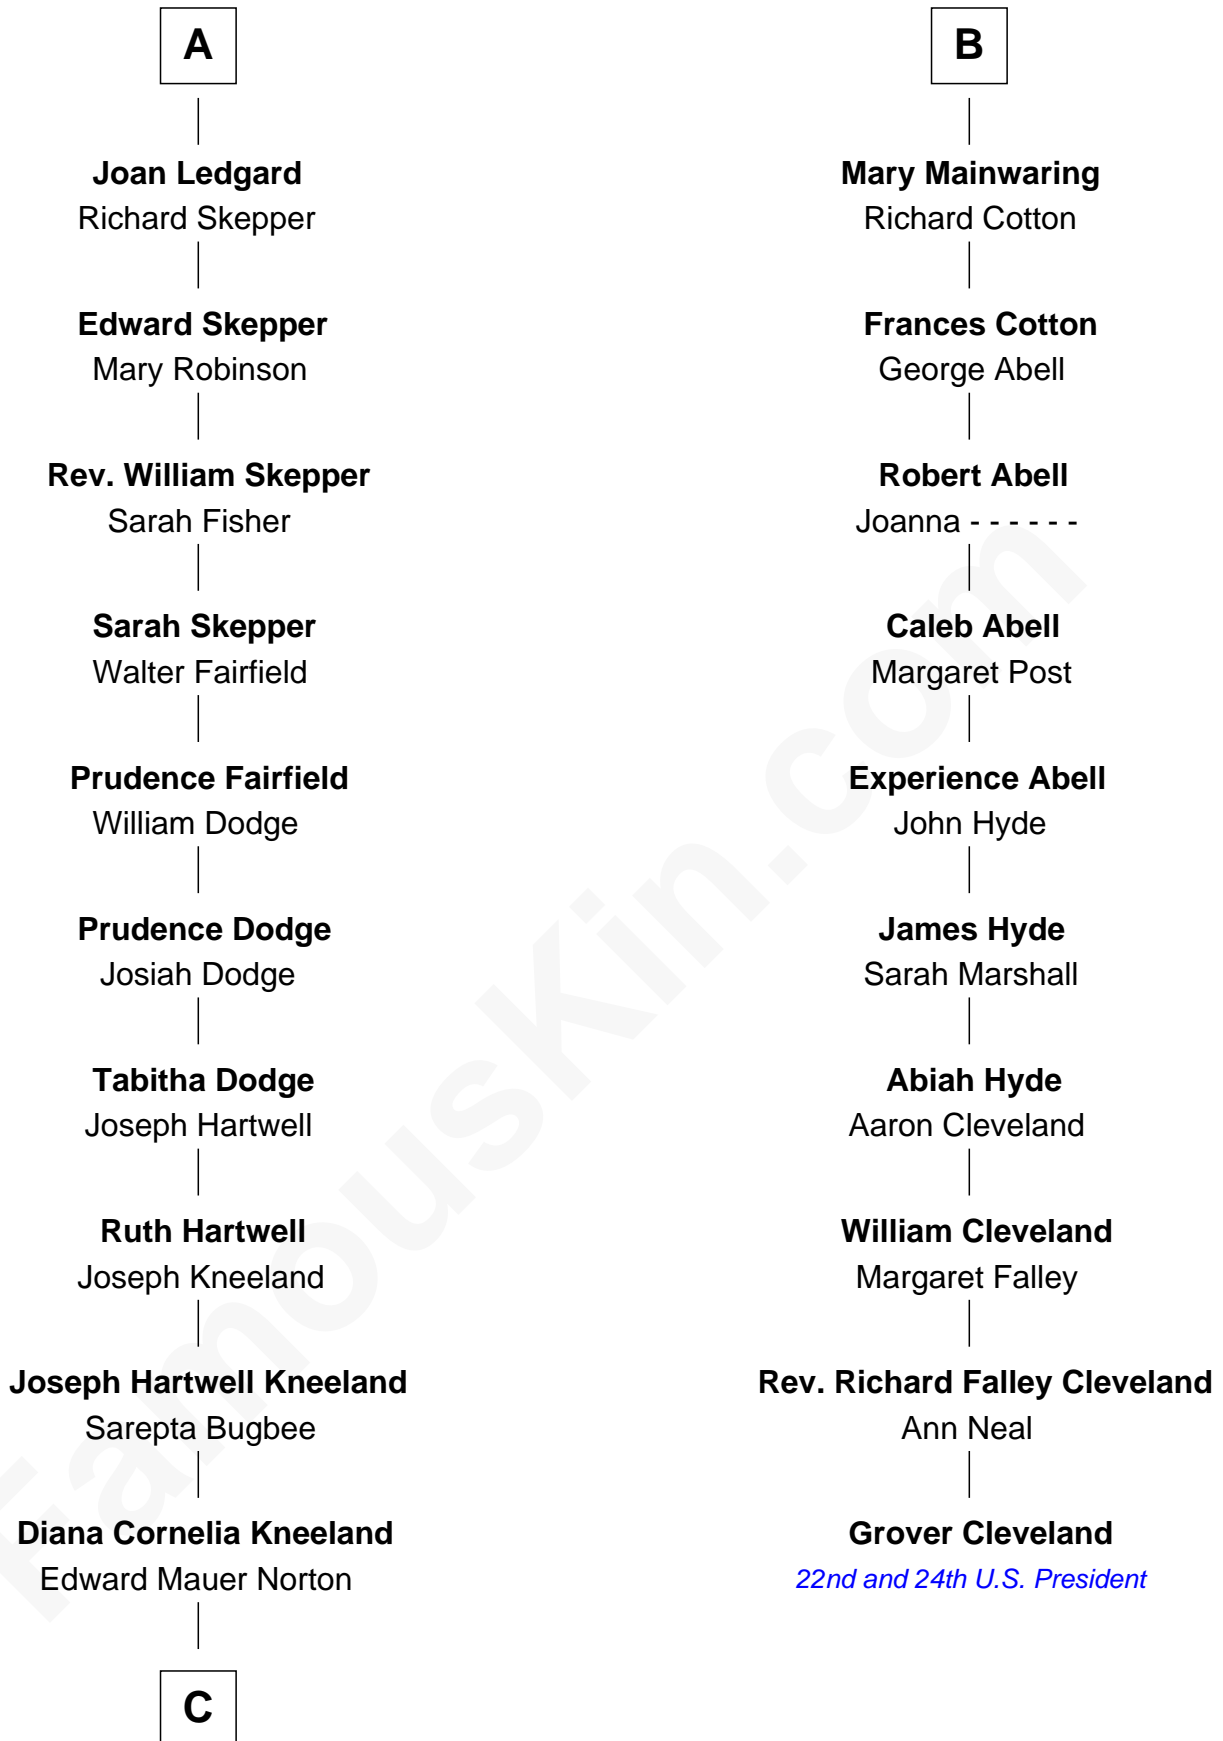 A
Joan Ledgard
Richard Skepper
Edward Skepper
Mary Robinson
Rev. William Skepper
Sarah Fisher
Sarah Skepper
Walter Fairfield
Prudence Fairfield
William Dodge
Prudence Dodge
Josiah Dodge
Tabitha Dodge
Joseph Hartwell
Ruth Hartwell
Joseph Kneeland
Joseph Hartwell Kneeland
Sarepta Bugbee
Diana Cornelia Kneeland
Edward Mauer Norton
C
B
Mary Mainwaring
Richard Cotton
Frances Cotton
George Abell
Robert Abell
Joanna - - - - - -
Caleb Abell
Margaret Post
Experience Abell
John Hyde
James Hyde
Sarah Marshall
Abiah Hyde
Aaron Cleveland
William Cleveland
Margaret Falley
Rev. Richard Falley Cleveland
Ann Neal
Grover Cleveland
22nd and 24th U.S. President
FamousKin.com